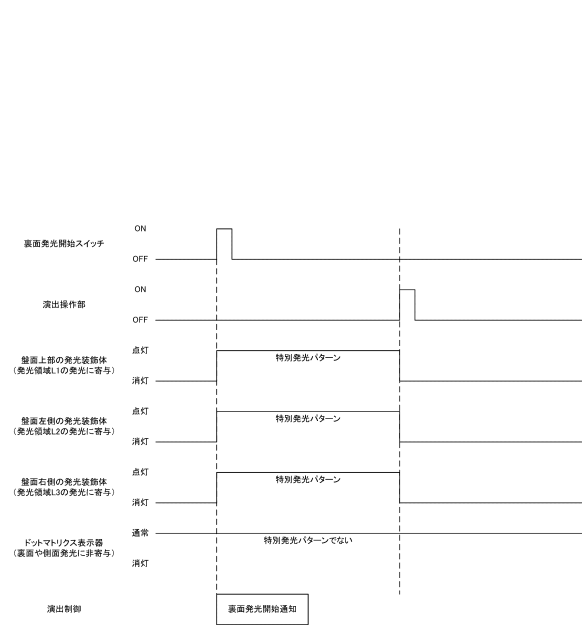 ON
裏面発光開始スイッチ
OFF
ON
演出操作部
OFF
点灯
盤面上部の発光装飾体
(発光領域L1の発光に寄与)
特別発光パターン
消灯
点灯
盤面左側の発光装飾体
(発光領域L2の発光に寄与)
特別発光パターン
消灯
点灯
盤面右側の発光装飾体
(発光領域L3の発光に寄与)
特別発光パターン
消灯
通常
ドットマトリクス表示器
(裏面や側面発光に非寄与)
特別発光パターンでない
消灯
演出制御
裏面発光開始通知